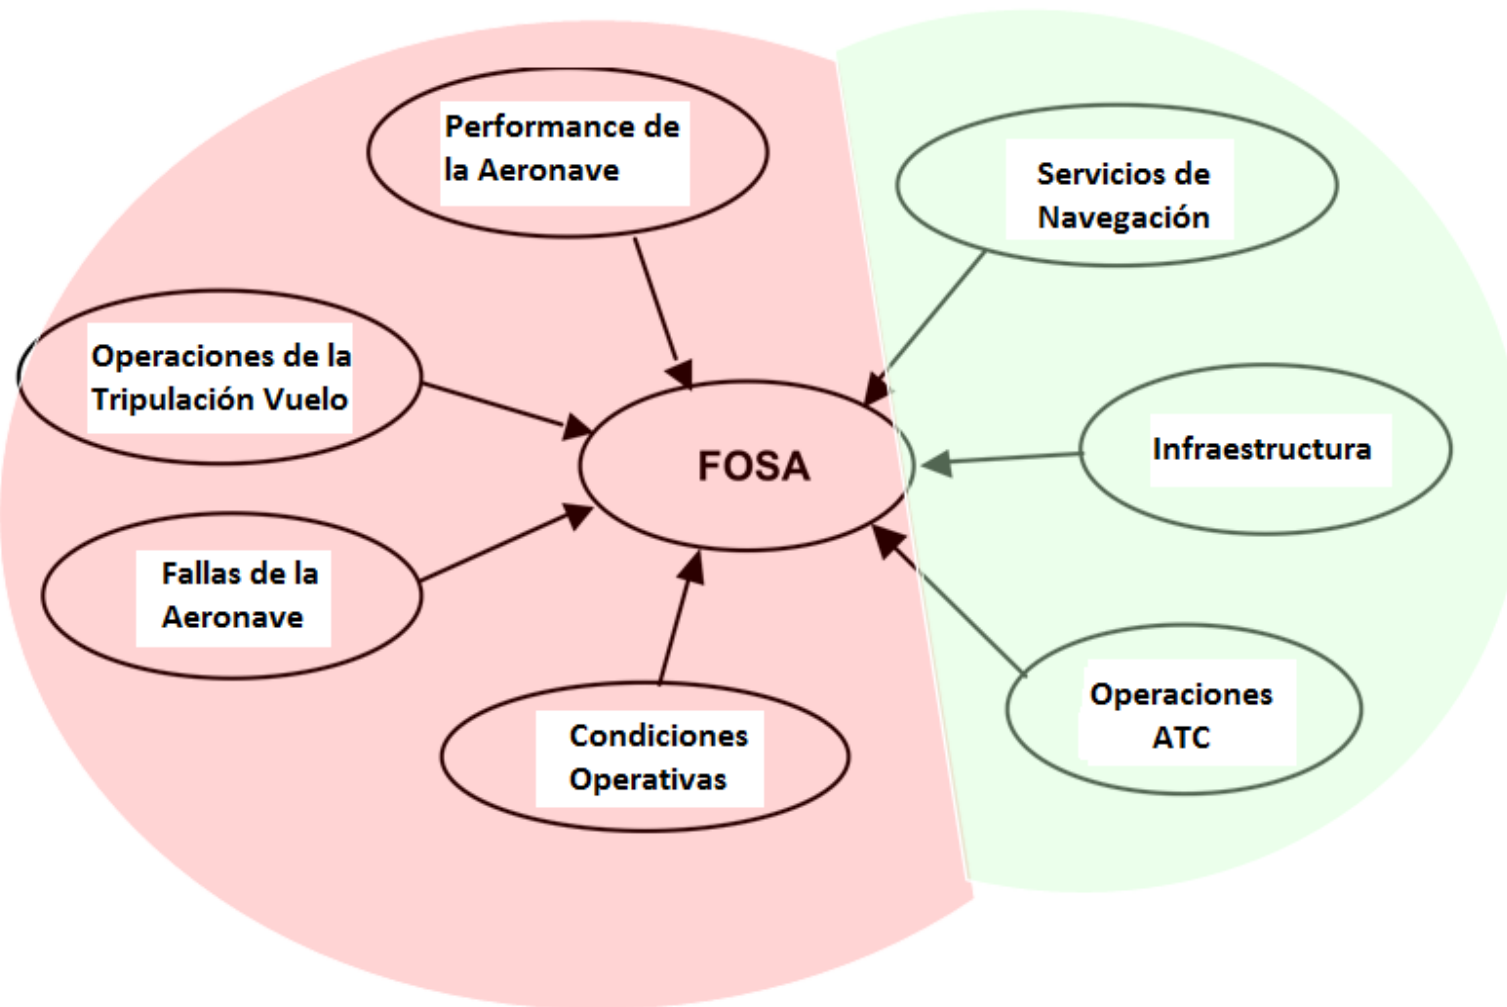 Performance de
la Aeronave
Servicios de
Navegación
Operaciones de la
Tripulación Vuelo
Infraestructura
FOSA
Fallas de la
Aeronave
Operaciones
ATC
Condiciones
Operativas